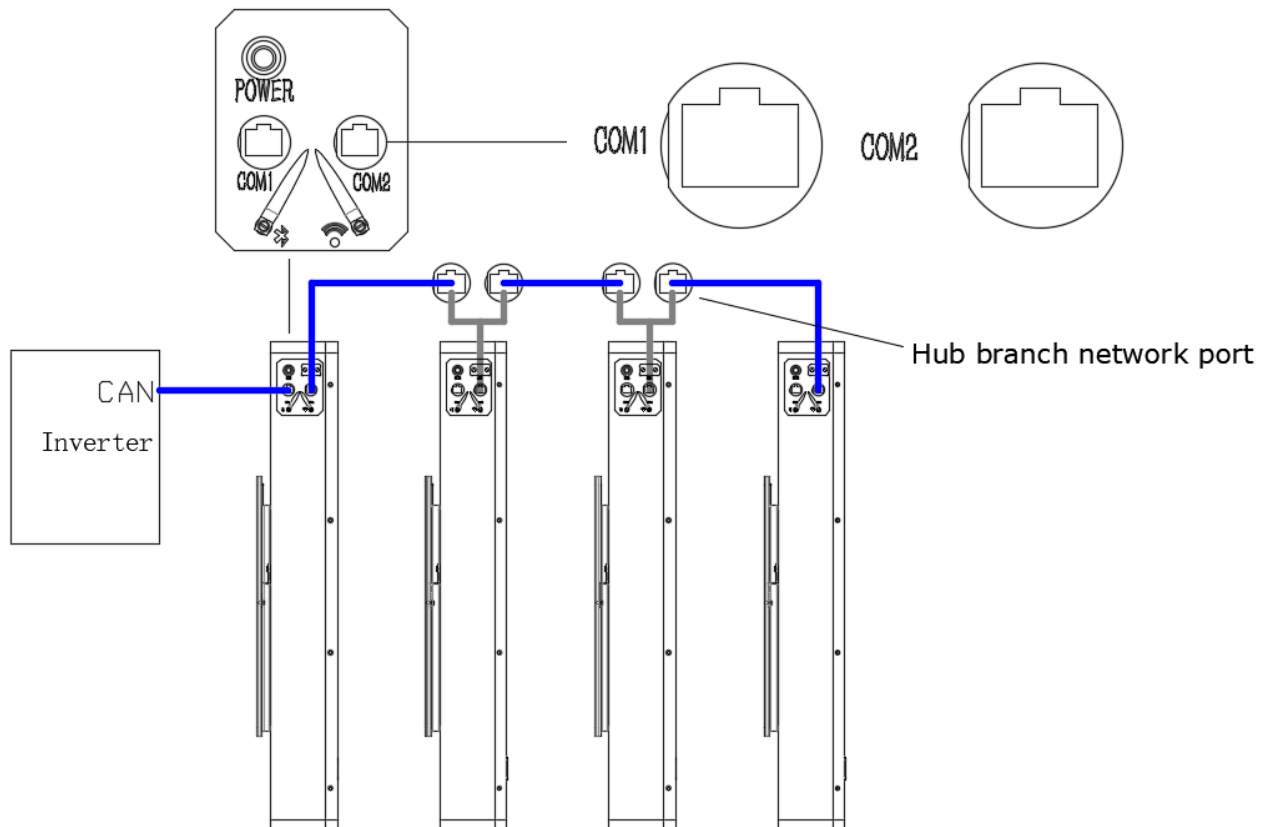 POWER
COM1
COM2
COM1
COM2
CAN
Inverter
Hub branch network port